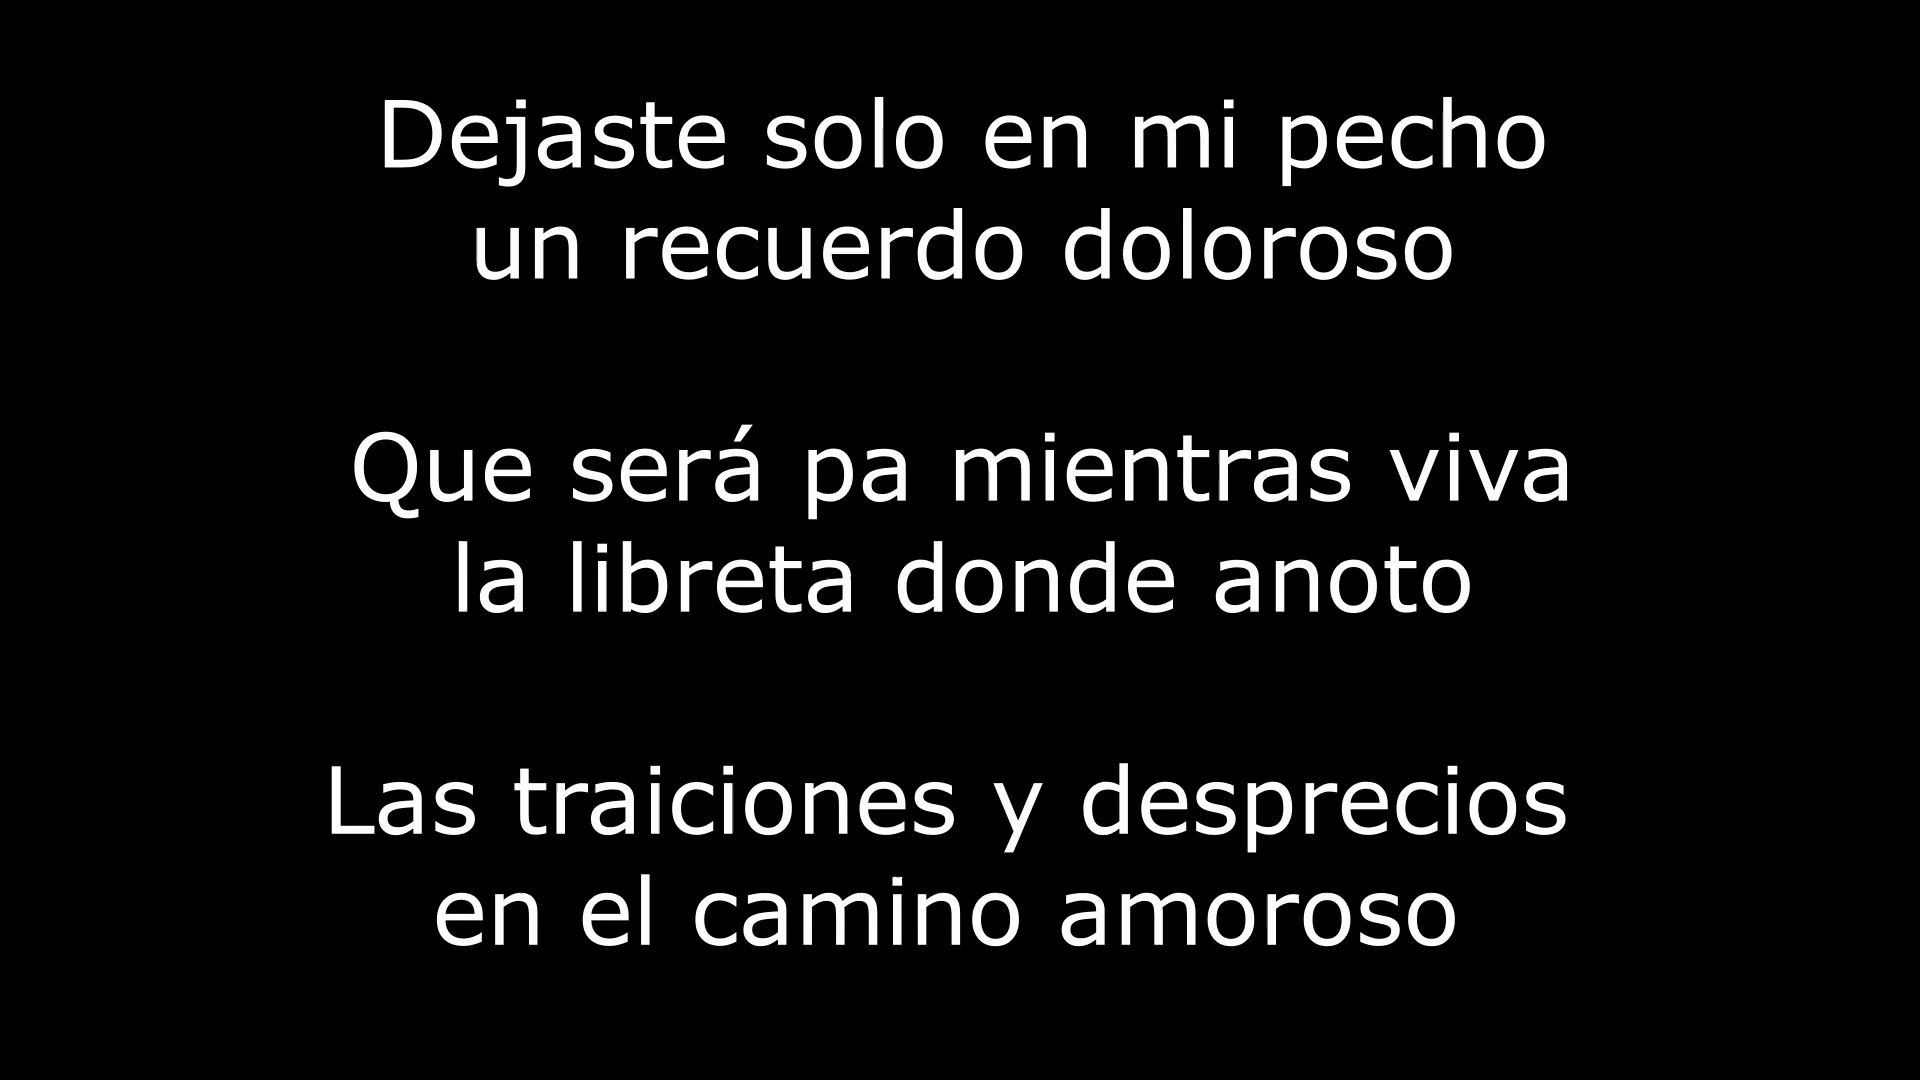 Dejaste solo en mi pecho
un recuerdo doloroso
Que será pa mientras viva
la libreta donde anoto
Las traiciones y desprecios
en el camino amoroso